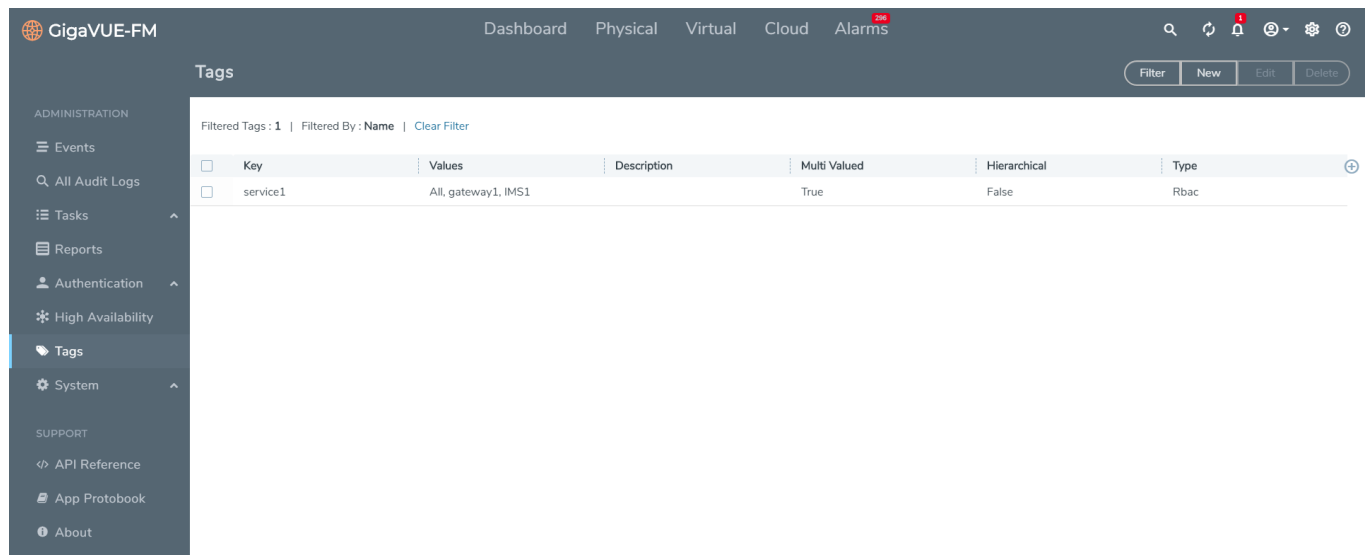 GigaVUE-FM
Dashboard Physical Virtual Cloud Alarms 296 1
Tags
Filter New Edit Delete
ADMINISTRATION
Events
All Audit Logs
Tasks
Reports
Authentication
High Availability
Tags
System
SUPPORT
API Reference
App Protobook
About
Filtered Tags : 1 | Filtered By : Name | Clear Filter
Key Values Description Multi Valued Hierarchical Type
service1 All, gateway1, IMS1 True False Rbac